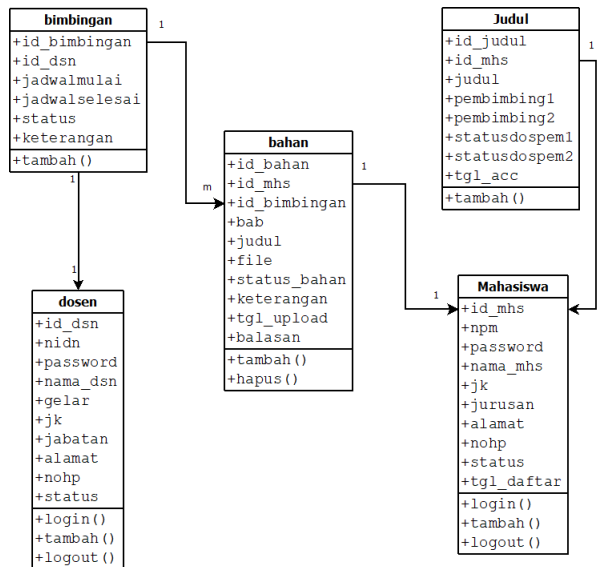 bimbingan
+id_bimbingan
+id_dsn
+jadwalmulai
+jadwalselesai
+status
+keterangan
+tambah()
1
m
1
1
bahan
+id_bahan
+id_mhs
+id_bimbingan
+bab
+judul
+file
+status_bahan
+keterangan
+tgl_upload
+balasan
+tambah()
+hapus()
1
1
Judul
+id_judul
+id_mhs
+judul
+pembimbing1
+pembimbing2
+statusdospem1
+statusdospem2
+tgl_acc
+tambah()
1
1
dosen
+id_dsn
+nidn
+password
+nama_dsn
+gelar
+jk
+jabatan
+alamat
+nohp
+status
+login()
+tambah()
+logout()
Mahasiswa
+id_mhs
+npm
+password
+nama_mhs
+jk
+jurusan
+alamat
+nohp
+status
+tgl_daftar
+login()
+tambah()
+logout()